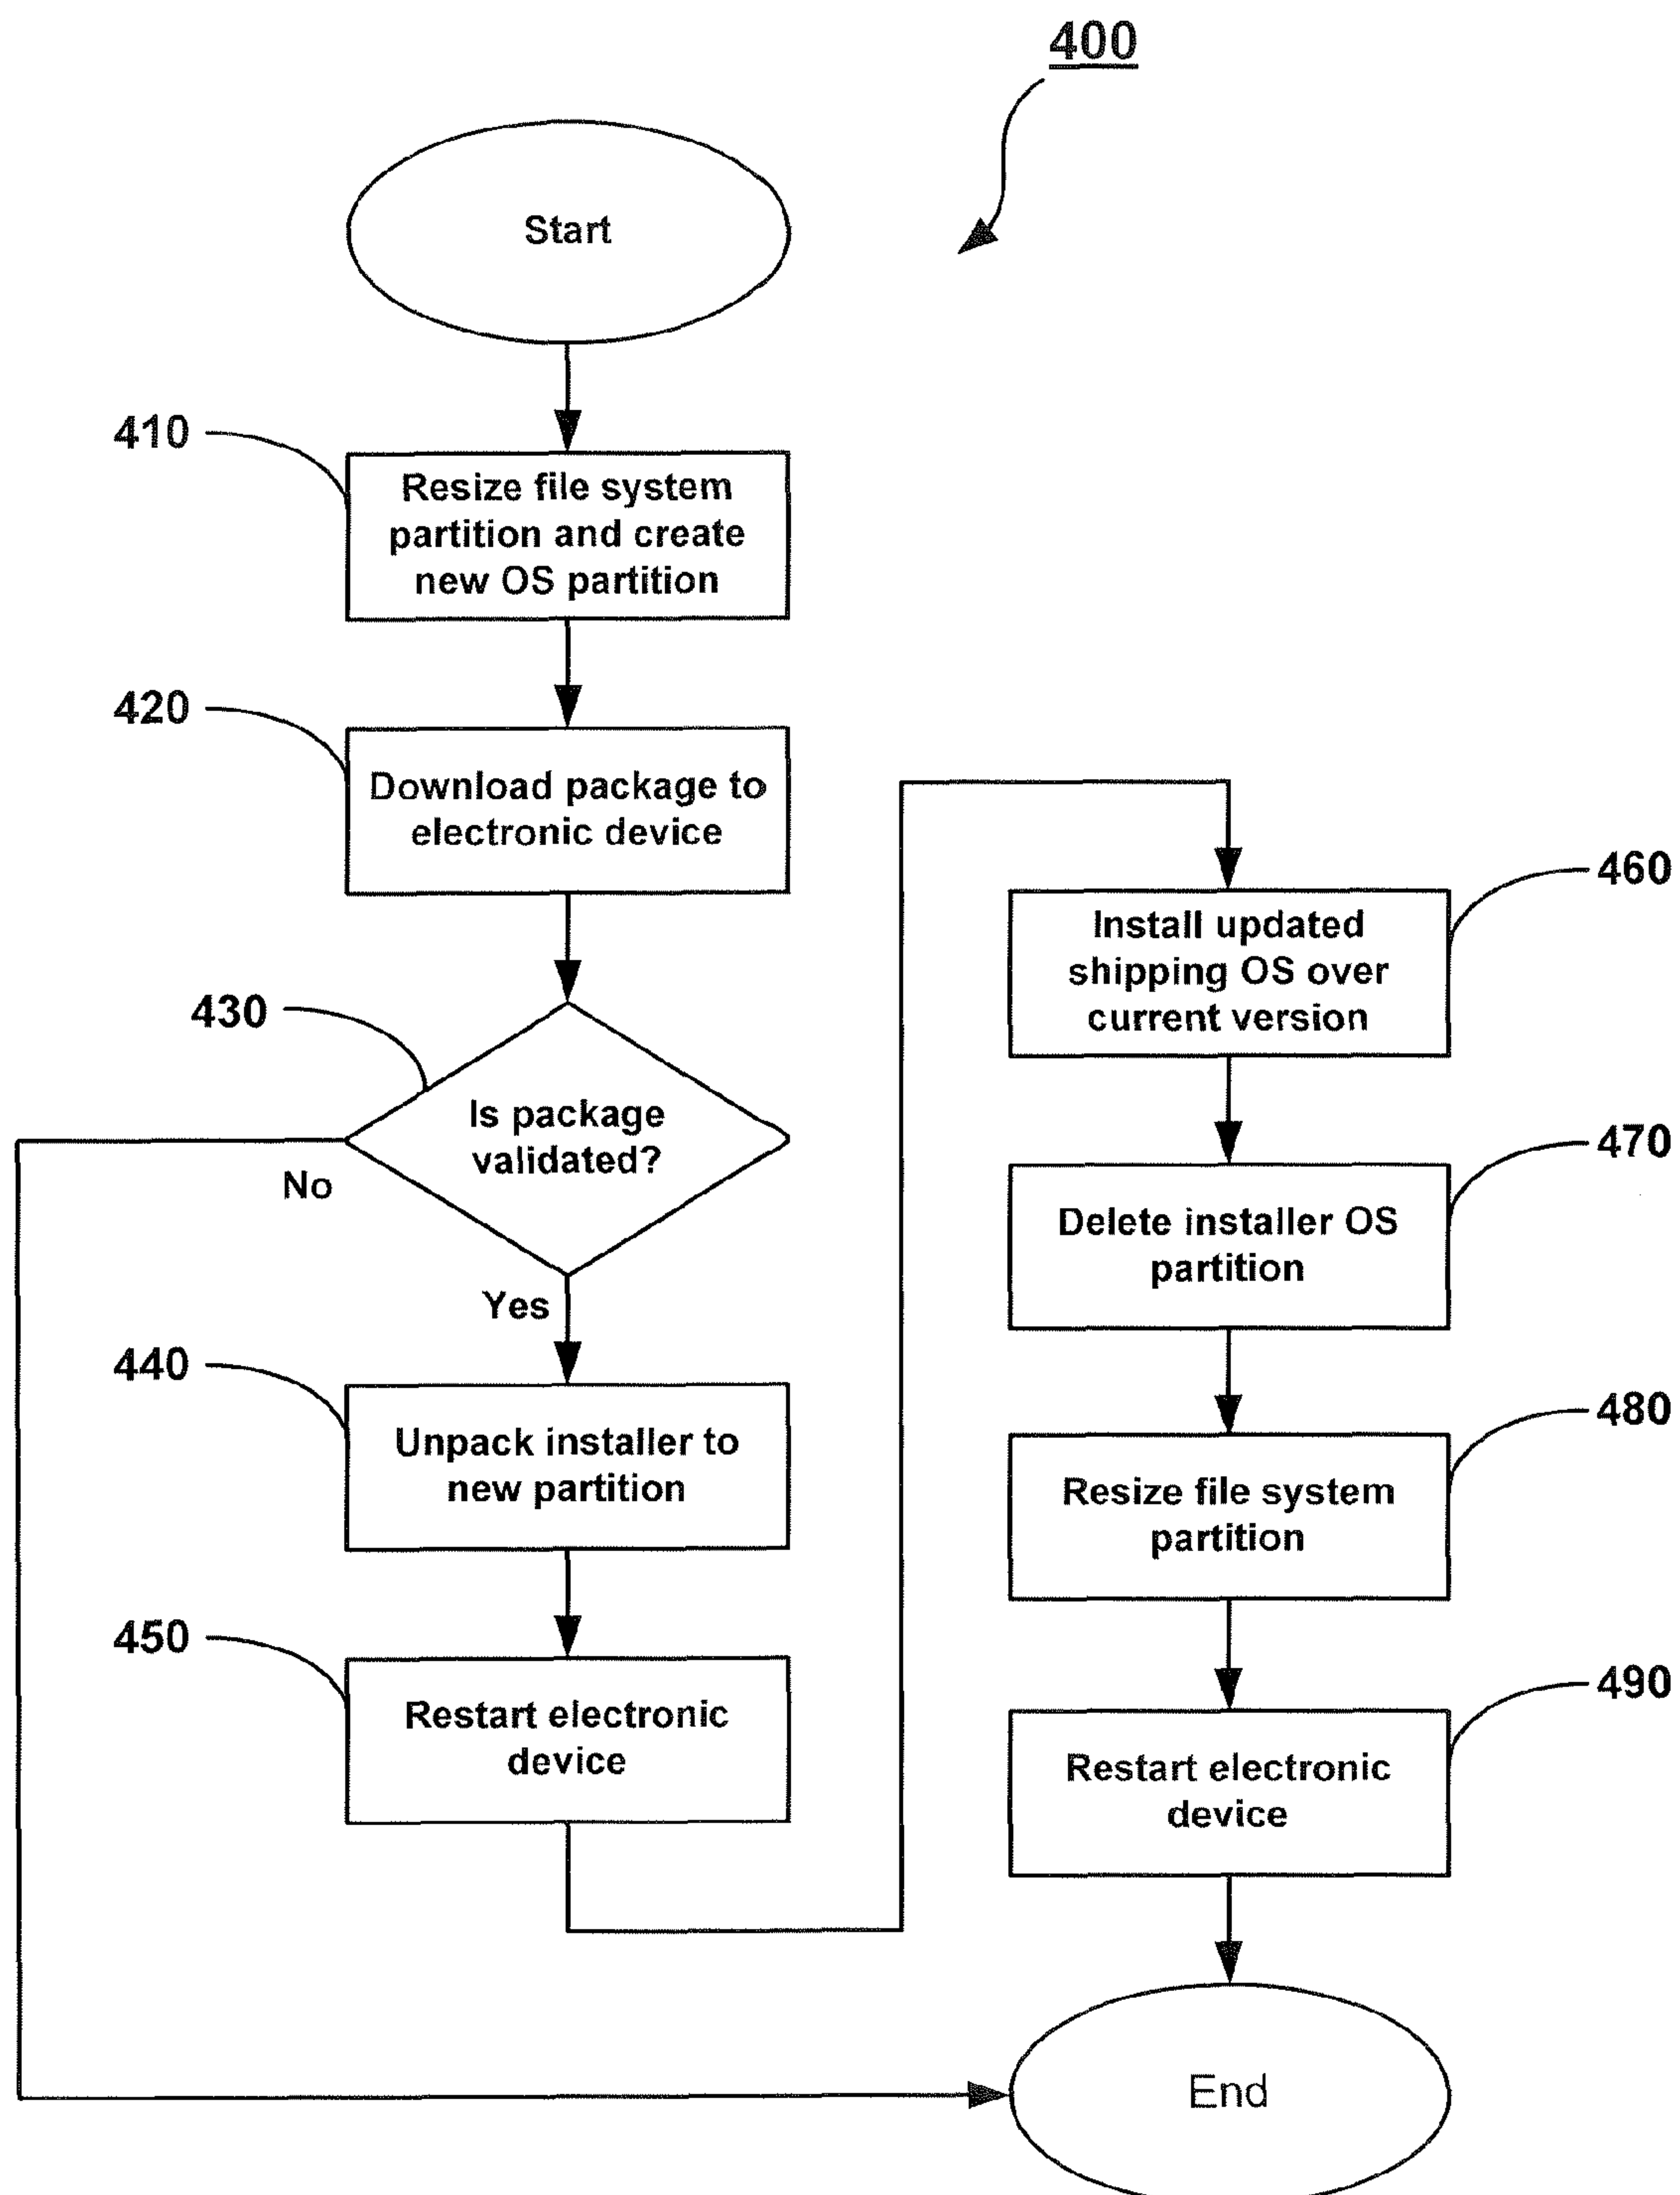 400
Start
410
Resize file system
partition and create
new OS partition
420
Download package to
electronic device
430
Is package
validated?
No
Yes
440
Unpack installer to
new partition
450
Restart electronic
device
460
Install updated
shipping OS over
current version
470
Delete installer OS
partition
480
Resize file system
partition
490
Restart electronic
device
End